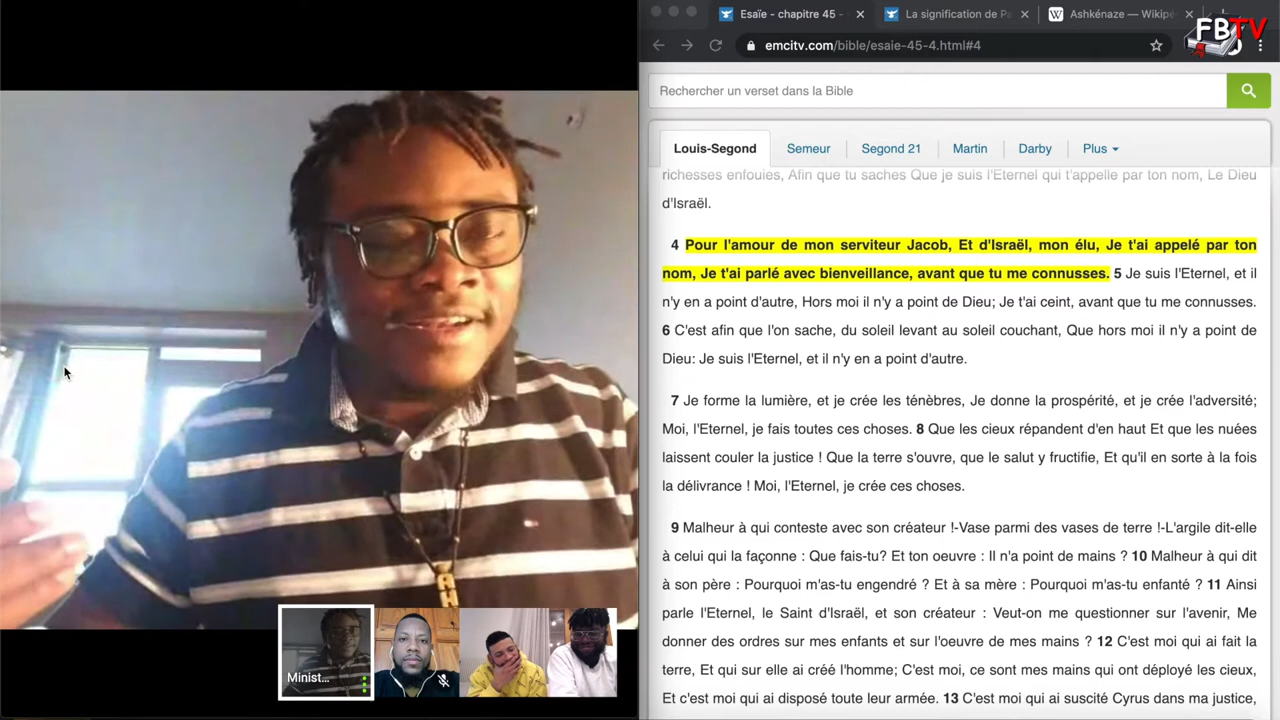 Esaïe - chapitre 45 -
La signification de Pa
Ashkénaze — Wikipé
FBTV
emcitv.com/bible/esaie-45-4.html#4
Rechercher un verset dans la Bible
Louis-Segond
Semeur
Segond 21
Martin
Darby
Plus
richesses enfouies, Afin que tu saches Que je suis l'Eternel qui t'appelle par ton nom, Le Dieu
d'Israël.
4 Pour l'amour de mon serviteur Jacob, Et d'Israël, mon élu, Je t'ai appelé par ton
nom, Je t'ai parlé avec bienveillance, avant que tu me connusses. 5 Je suis l'Eternel, et il
n'y en a point d'autre, Hors moi il n'y a point de Dieu; Je t'ai ceint, avant que tu me connusses.
6 C'est afin que l'on sache, du soleil levant au soleil couchant, Que hors moi il n'y a point de
Dieu: Je suis l'Eternel, et il n'y en a point d'autre.
7 Je forme la lumière, et je crée les ténèbres, Je donne la prospérité, et je crée l'adversité;
Moi, l'Eternel, je fais toutes ces choses. 8 Que les cieux répandent d'en haut Et que les nuées
laissent couler la justice ! Que la terre s'ouvre, que le salut y fructifie, Et qu'il en sorte à la fois
la délivrance ! Moi, l'Eternel, je crée ces choses.
9 Malheur à qui conteste avec son créateur !-Vase parmi des vases de terre !-L'argile dit-elle
à celui qui la façonne : Que fais-tu? Et ton oeuvre : Il n'a point de mains ? 10 Malheur à qui dit
à son père : Pourquoi m'as-tu engendré ? Et à sa mère : Pourquoi m'as-tu enfanté ? 11 Ainsi
parle l'Eternel, le Saint d'Israël, et son créateur : Veut-on me questionner sur l'avenir, Me
donner des ordres sur mes enfants et sur l'oeuvre de mes mains ? 12 C'est moi qui ai fait la
terre, Et qui sur elle ai créé l'homme; C'est moi, ce sont mes mains qui ont déployé les cieux,
Et c'est moi qui ai disposé toute leur armée. 13 C'est moi qui ai suscité Cyrus dans ma justice,
Minist...